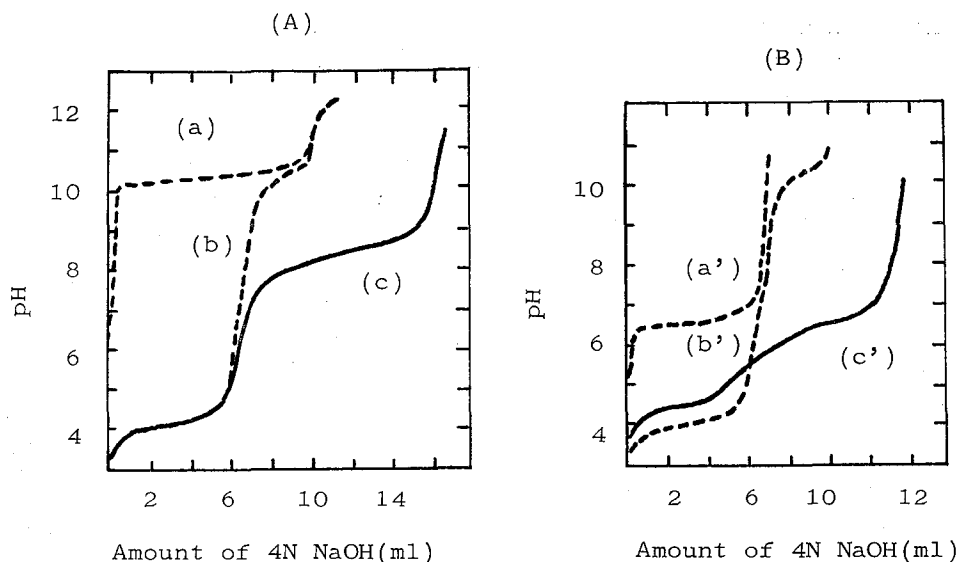 (A)
12
10
8
6
4
pH
(a)
(b)
(c)
2
6
10
14
Amount of 4N NaOH(ml)
(B)
10
8
6
4
pH
(a')
(b')
(c')
2
6
10
12
Amount of 4N NaOH(ml)